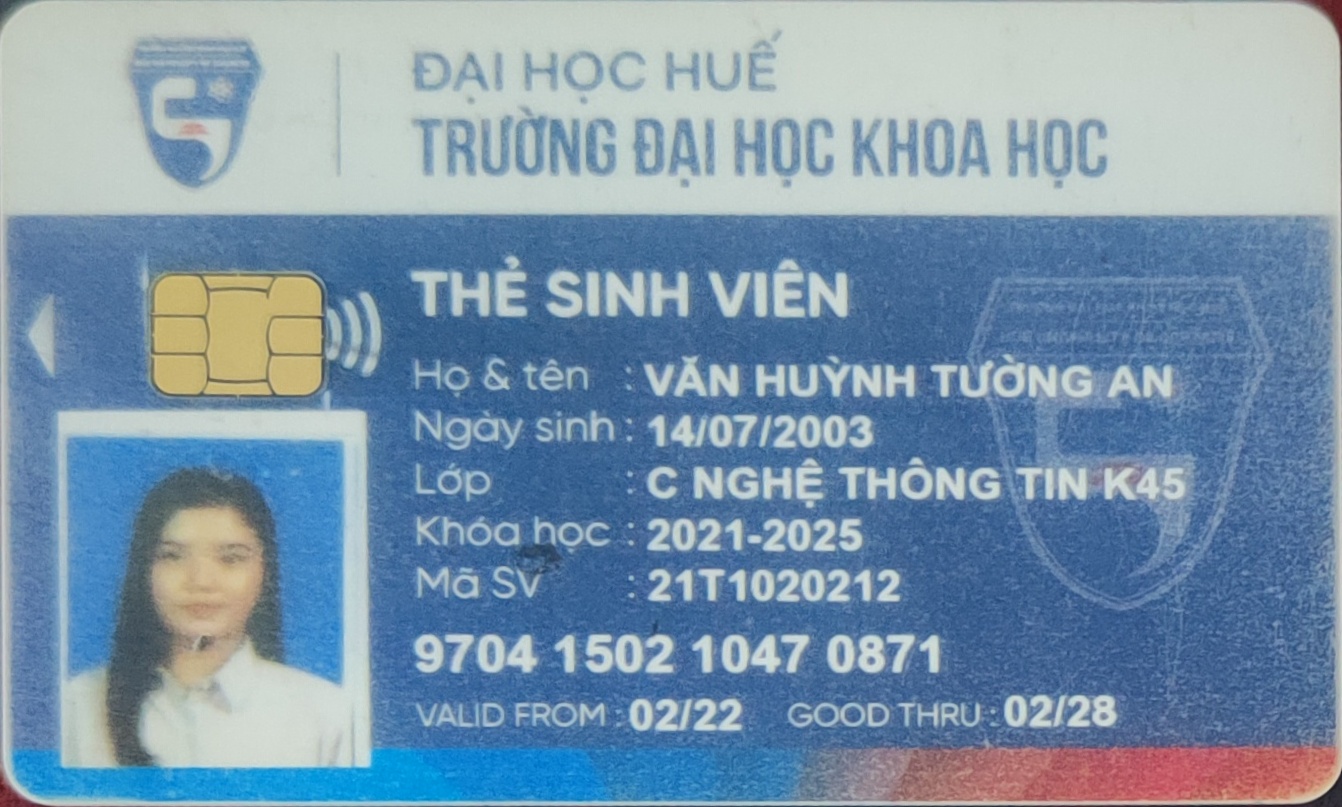 ĐẠI HỌC HUẾ
TRƯỜNG ĐẠI HỌC KHOA HỌC
THẺ SINH VIÊN
Họ & tên : VĂN HUỲNH TƯỜNG AN
Ngày sinh : 14/07/2003
Lớp : C NGHỆ THÔNG TIN K45
Khóa học : 2021-2025
Mã SV : 21T1020212
9704 1502 1047 0871
VALID FROM : 02/22 GOOD THRU : 02/28